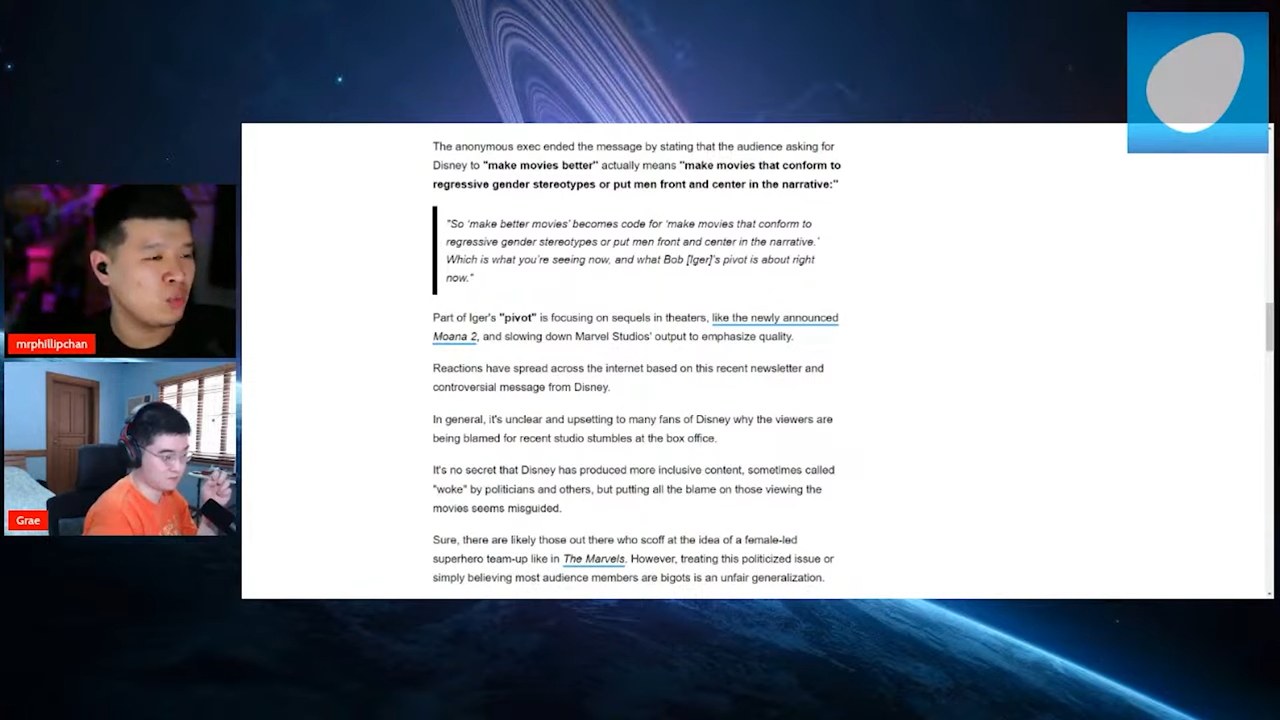 The anonymous exec ended the message by stating that the audience asking for
Disney to "make movies better" actually means "make movies that conform to
regressive gender stereotypes or put men front and center in the narrative:"
"So 'make better movies' becomes code for 'make movies that conform to
regressive gender stereotypes or put men front and center in the narrative.'
Which is what you're seeing now, and what Bob [Iger]'s pivot is about right
now."
Part of Iger's "pivot" is focusing on sequels in theaters, like the newly announced
Moana 2, and slowing down Marvel Studios' output to emphasize quality.
Reactions have spread across the internet based on this recent newsletter and
controversial message from Disney.
In general, it's unclear and upsetting to many fans of Disney why the viewers are
being blamed for recent studio stumbles at the box office.
It's no secret that Disney has produced more inclusive content, sometimes called
"woke" by politicians and others, but putting all the blame on those viewing the
movies seems misguided.
Sure, there are likely those out there who scoff at the idea of a female-led
superhero team-up like in The Marvels. However, treating this politicized issue or
simply believing most audience members are bigots is an unfair generalization.
mrphillipchan
Grae